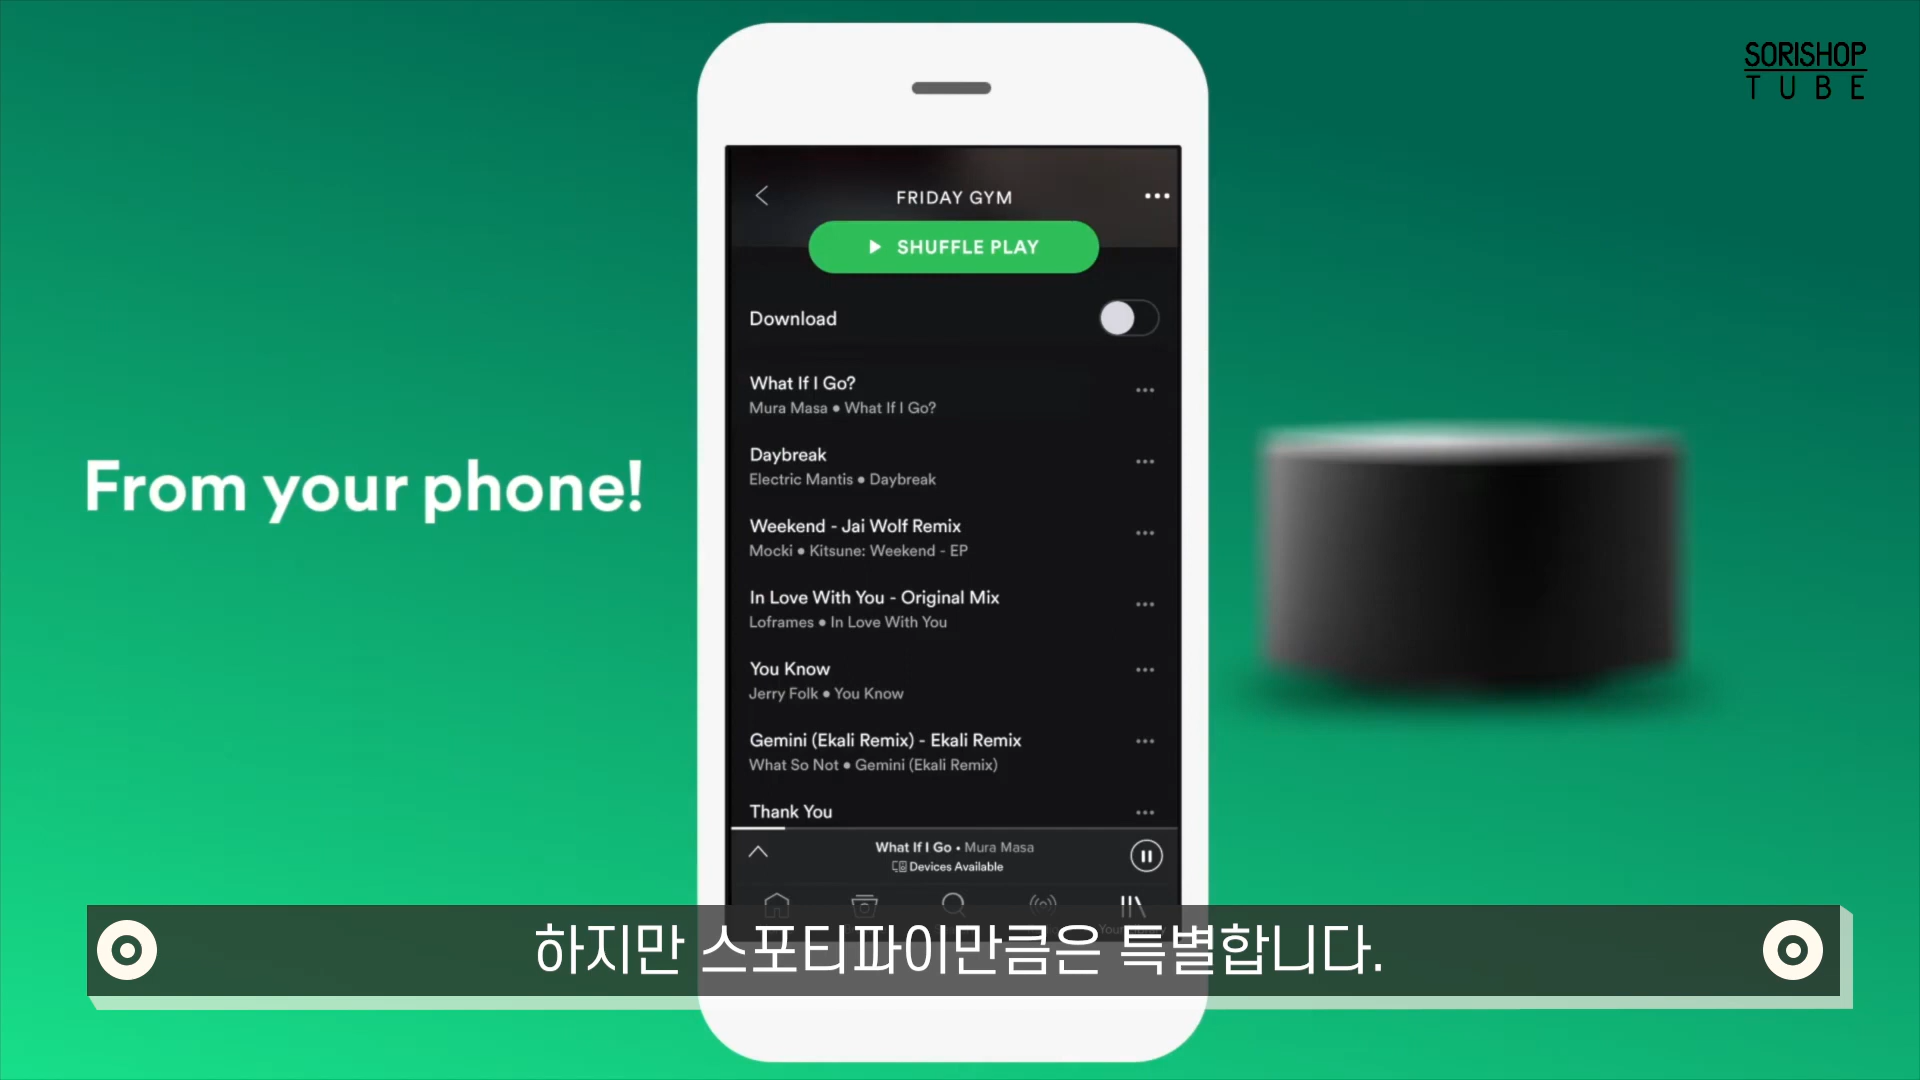 SORISHOP
TUBE
From your phone!
FRIDAY GYM
SHUFFLE PLAY
Download
What If I Go?
Mura Masa • What If I Go?
Daybreak
Electric Mantis • Daybreak
Weekend - Jai Wolf Remix
Mocki • Kitsune: Weekend - EP
In Love With You - Original Mix
Loframes • In Love With You
You Know
Jerry Folk • You Know
Gemini (Ekali Remix) - Ekali Remix
What So Not • Gemini (Ekali Remix)
Thank You
What If I Go • Mura Masa
Devices Available
하지만 스포티파이만큼은 특별합니다.